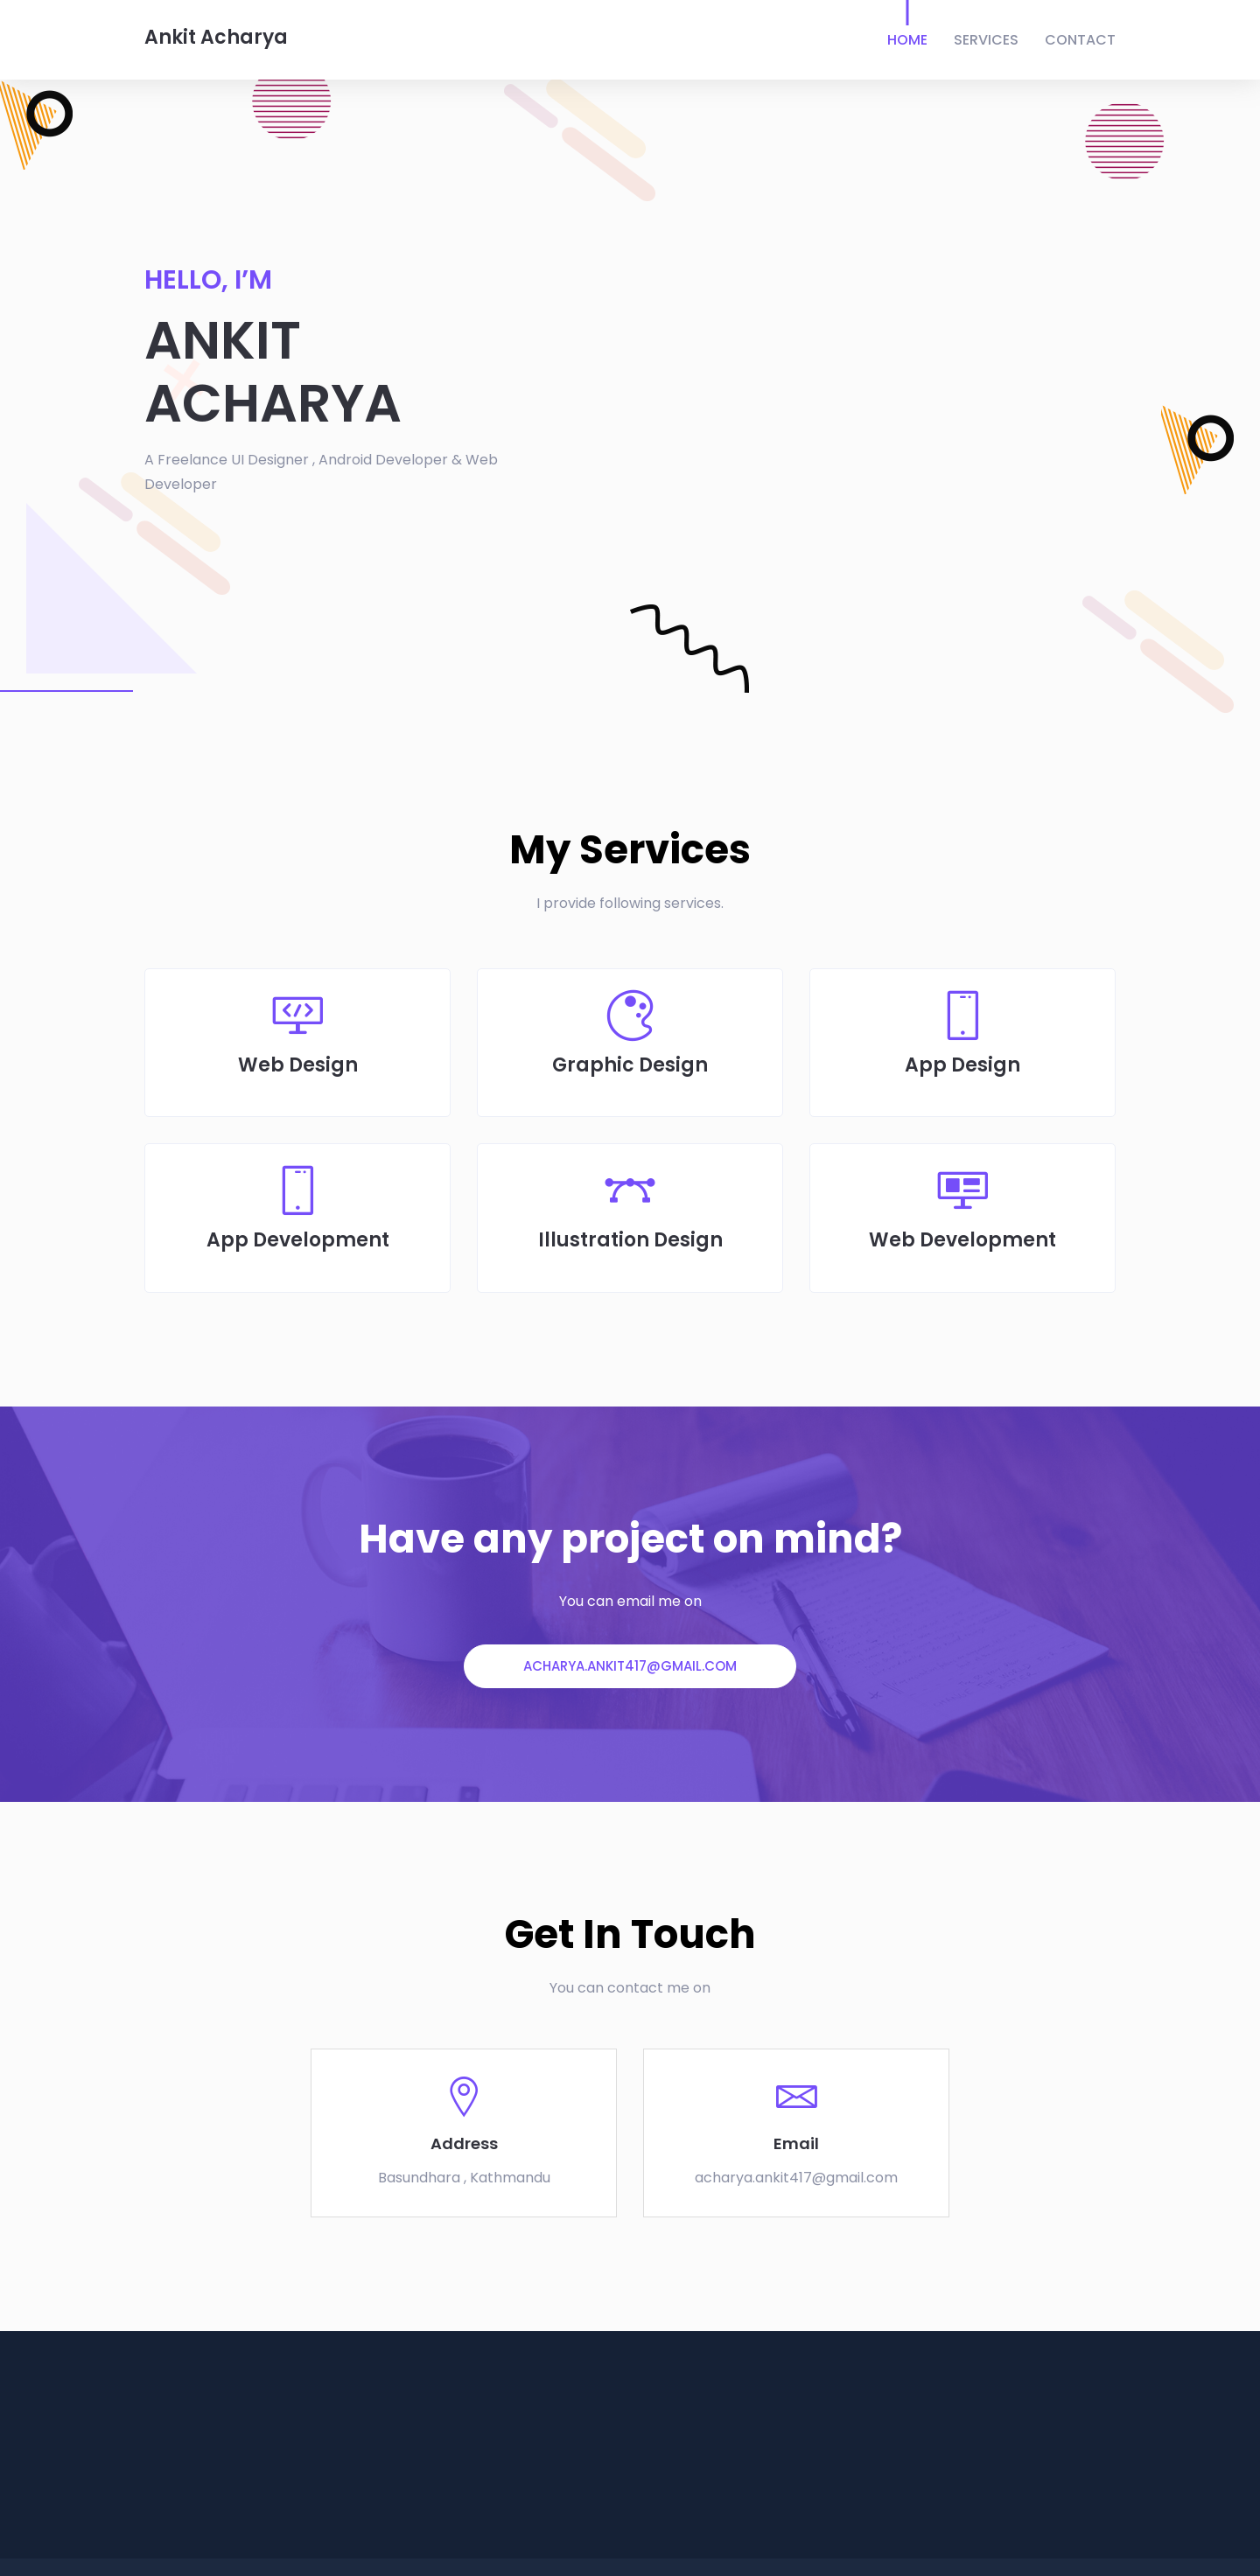 Ankit Acharya
HOME SERVICES CONTACT
HELLO, I’M
ANKIT
ACHARYA
A Freelance UI Designer , Android Developer & Web
Developer
My Services
I provide following services.
Web Design
Graphic Design
App Design
App Development
Illustration Design
Web Development
Have any project on mind?
You can email me on
ACHARYA.ANKIT417@GMAIL.COM
Get In Touch
You can contact me on
Address
Basundhara , Kathmandu
Email
acharya.ankit417@gmail.com